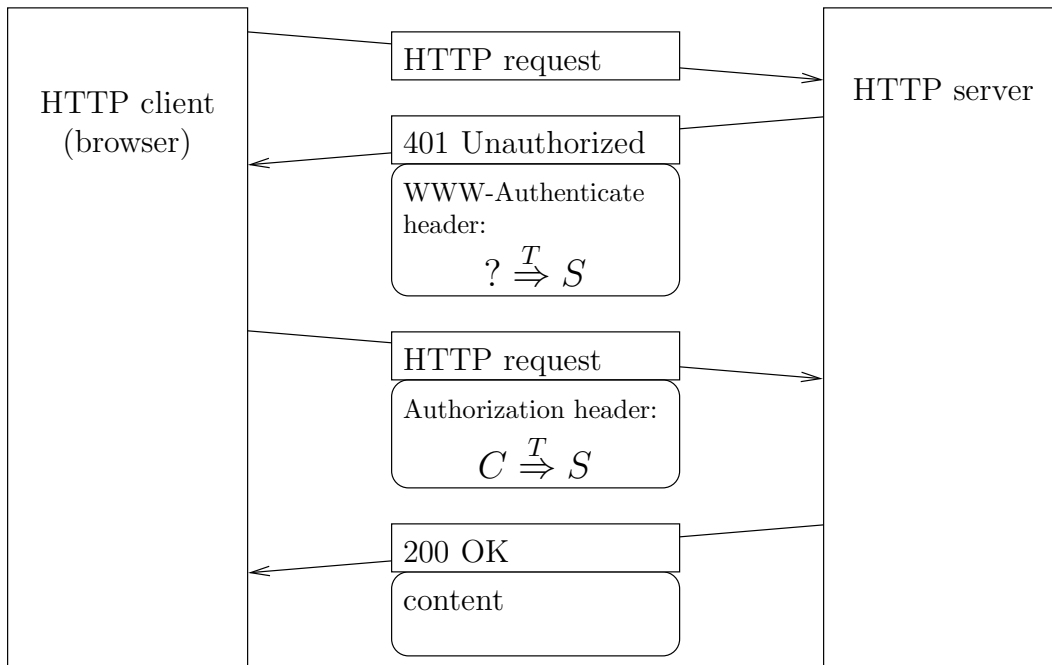 HTTP client
(browser)
HTTP server
HTTP request
401 Unauthorized
WWW-Authenticate
header:
? T⇒ S
HTTP request
Authorization header:
C T⇒ S
200 OK
content